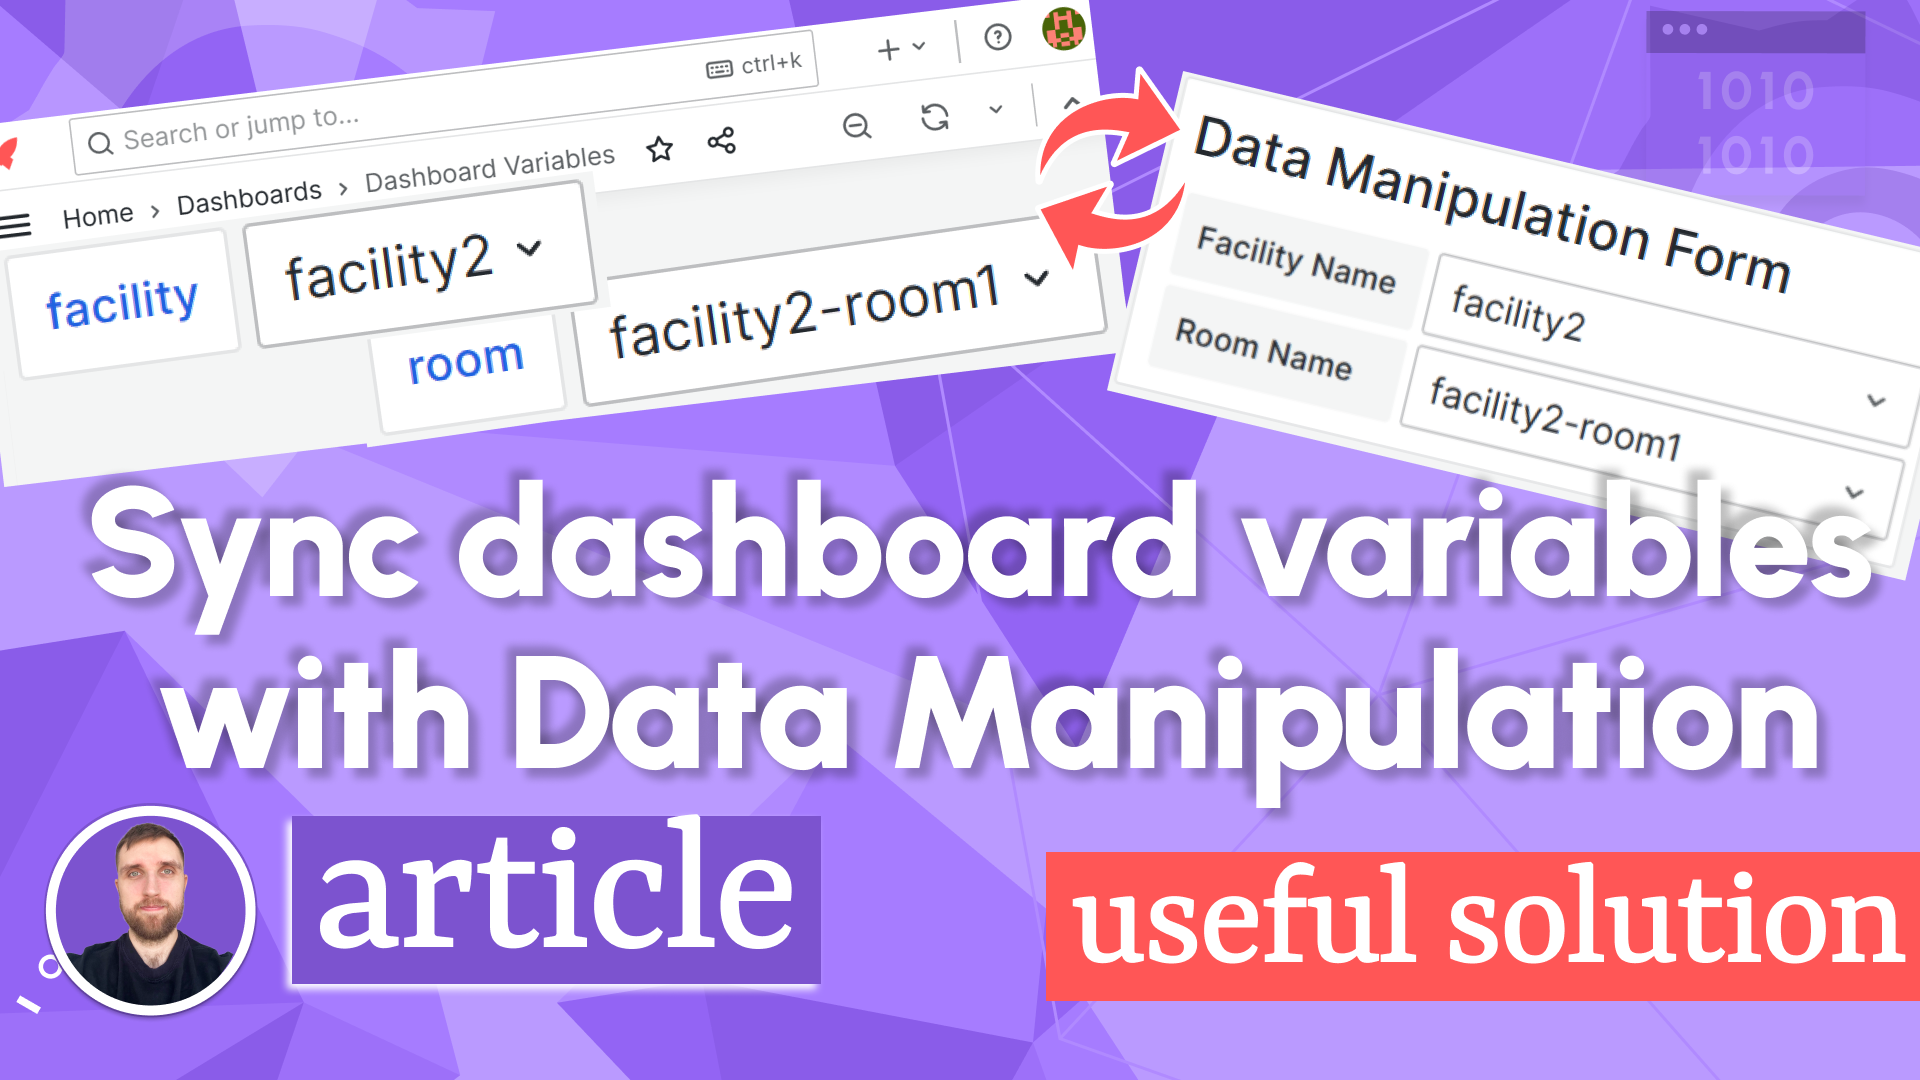 Search or jump to...
ctrl+k
Home › Dashboards › Dashboard Variables
facility
facility2
room
facility2-room1
1010
1010
Data Manipulation Form
Facility Name
facility2
Room Name
facility2-room1
Sync dashboard variables
with Data Manipulation
article
useful solution